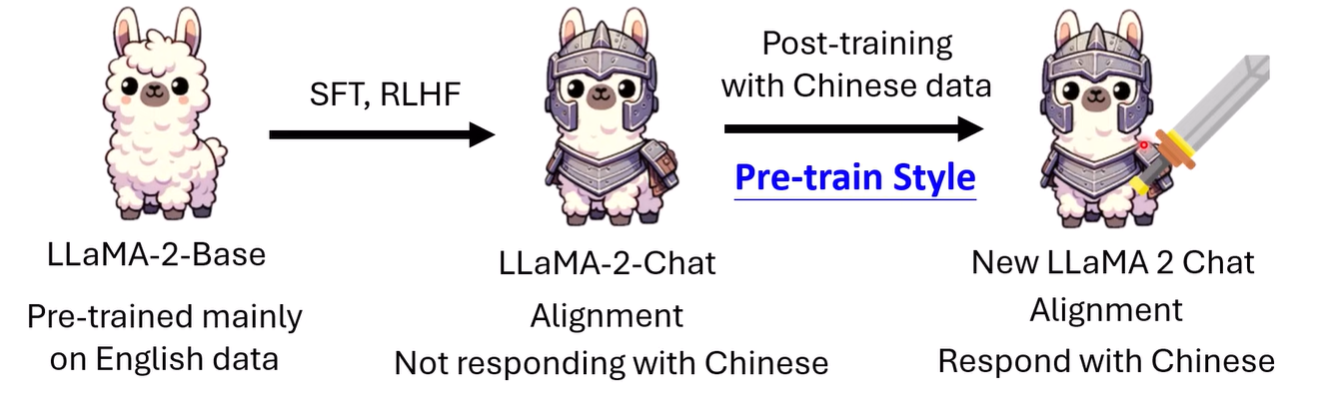 SFT, RLHF
Post-training
with Chinese data
Pre-train Style
LLaMA-2-Base
Pre-trained mainly
on English data
LLaMA-2-Chat
Alignment
Not responding with Chinese
New LLaMA 2 Chat
Alignment
Respond with Chinese